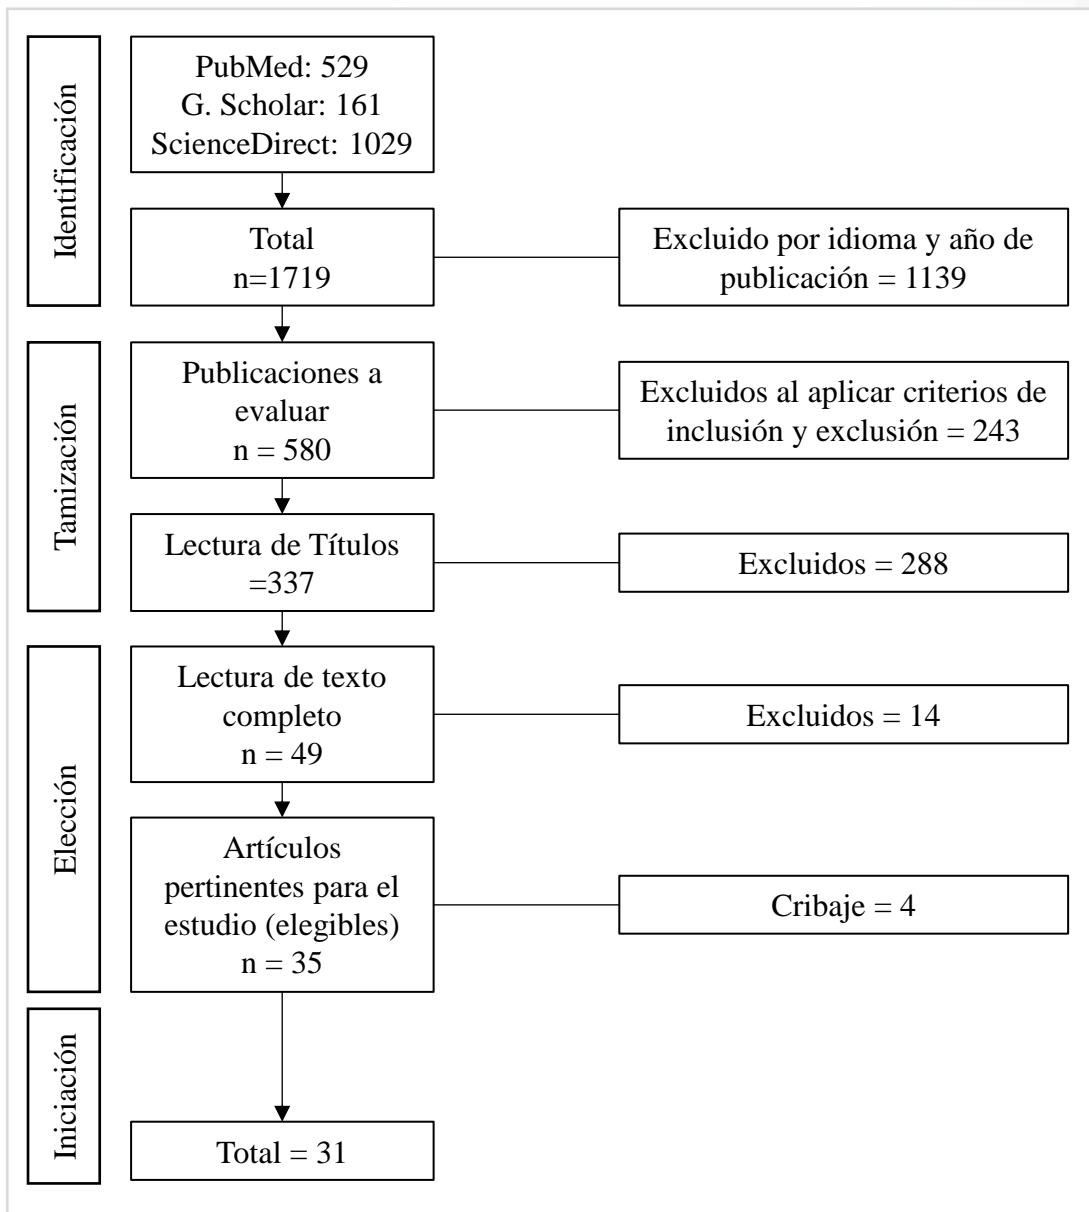 Identificación
PubMed: 529
G. Scholar: 161
ScienceDirect: 1029
Total
n=1719
Excluido por idioma y año de
publicación = 1139
Tamización
Publicaciones a
evaluar
n = 580
Excluidos al aplicar criterios de
inclusión y exclusión = 243
Lectura de Títulos
=337
Excluidos = 288
Elección
Lectura de texto
completo
n = 49
Excluidos = 14
Artículos
pertinentes para el
estudio (elegibles)
n = 35
Cribaje = 4
Iniciación
Total = 31